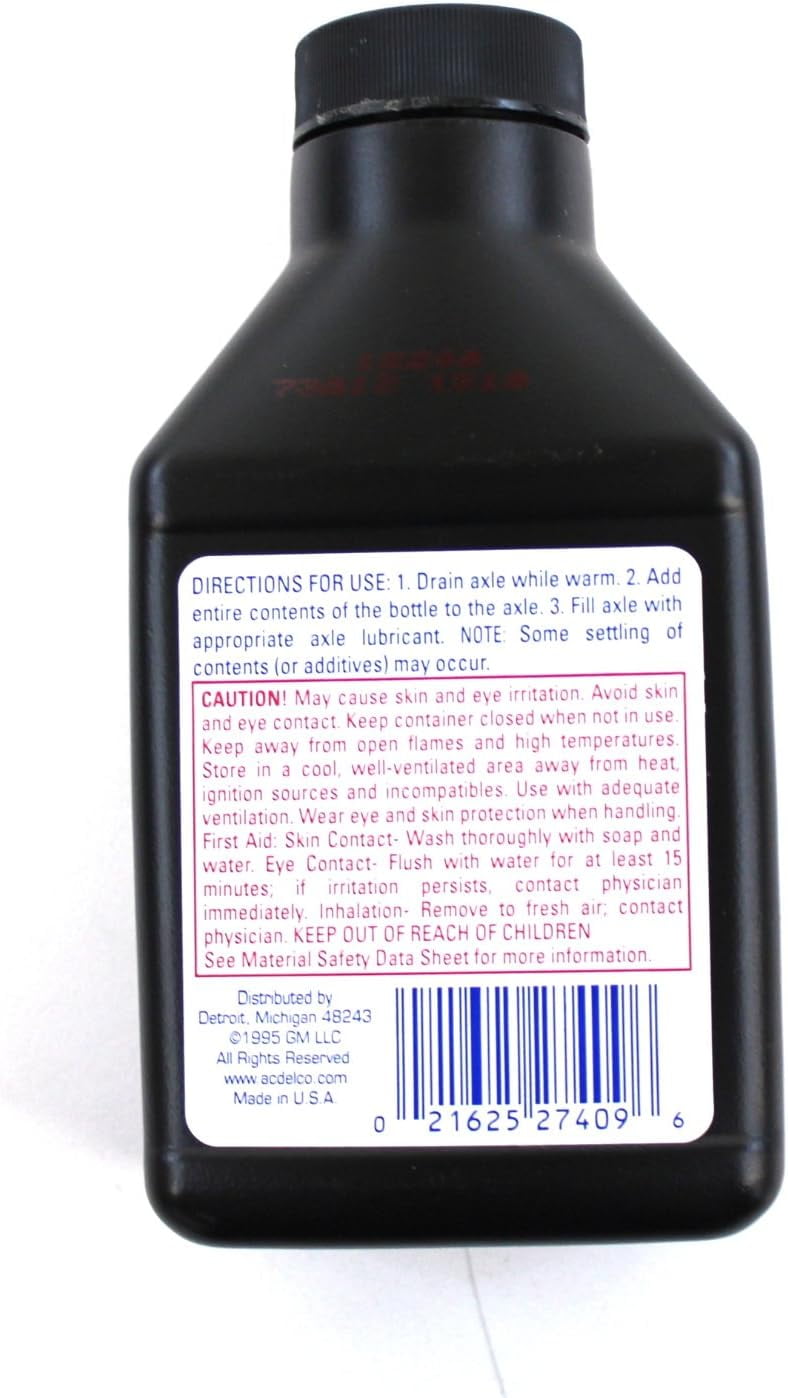 DIRECTIONS FOR USE: 1. Drain axle while warm. 2. Add
entire contents of the bottle to the axle. 3. Fill axle with
appropriate axle lubricant. NOTE: Some settling of
contents (or additives) may occur.
CAUTION! May cause skin and eye irritation. Avoid skin
and eye contact. Keep container closed when not in use.
Keep away from open flames and high temperatures.
Store in a cool, well-ventilated area away from heat,
ignition sources and incompatibles. Use with adequate
ventilation. Wear eye and skin protection when handling.
First Aid: Skin Contact- Wash thoroughly with soap and
water. Eye Contact- Flush with water for at least 15
minutes; if irritation persists, contact physician
immediately. Inhalation- Remove to fresh air; contact
physician. KEEP OUT OF REACH OF CHILDREN
See Material Safety Data Sheet for more information.
Distributed by
Detroit, Michigan 48243
©1995 GM LLC
All Rights Reserved
www.acdelco.com
Made in U.S.A.
0 21625 27409 6